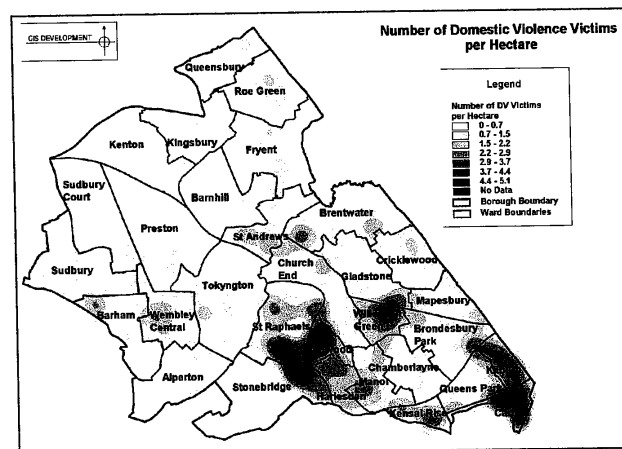 GIS DEVELOPMENT
Number of Domestic Violence Victims
per Hectare
Legend
Number of DV Victims
per Hectare
0 - 0.7
0.7 - 1.5
1.5 - 2.2
2.2 - 2.9
2.9 - 3.7
3.7 - 4.4
4.4 - 5.1
No Data
Borough Boundary
Ward Boundaries
Queensbury
Roe Green
Kenton
Kingsbury
Fryent
Sudbury
Court
Barnhill
Preston
Brentwater
St Andrews
Church
End
Cricklewood
Sudbury
Tokyngton
Gladstone
Mapesbury
Barham
Wembley
Central
St Raphaels
Brondesbury
Park
Chamberlayne
Alperton
Stonebridge
Manor
Harlesden
Queens Park
Kensal Rise